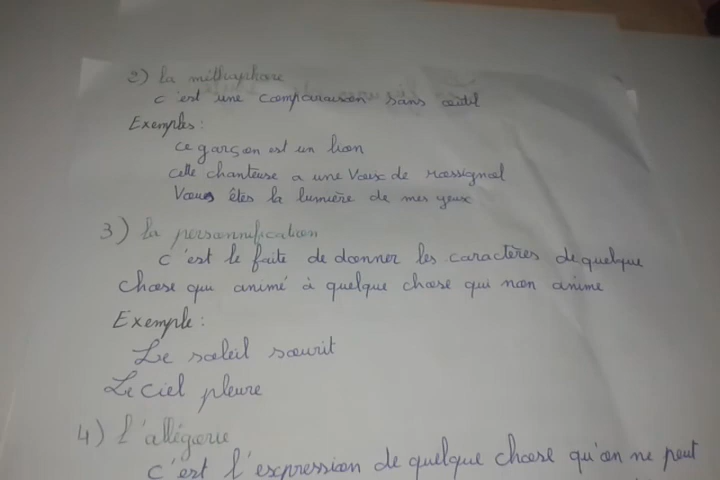 2) la méthaphore
c'est une comparaison sans outil
Exemples:
ce garçon est un lion
cette chanteuse a une Voix de rossignol
Vous êtes la lumière de mes yeux
3) la personnification
c'est le faite de donner les caractères de quelque
chose qui animé à quelque chose qui non anime
Exemple:
Le soleil sourit
Le ciel pleure
4) l'allégorie
c'est l'expression de quelque chose qu'on ne peut